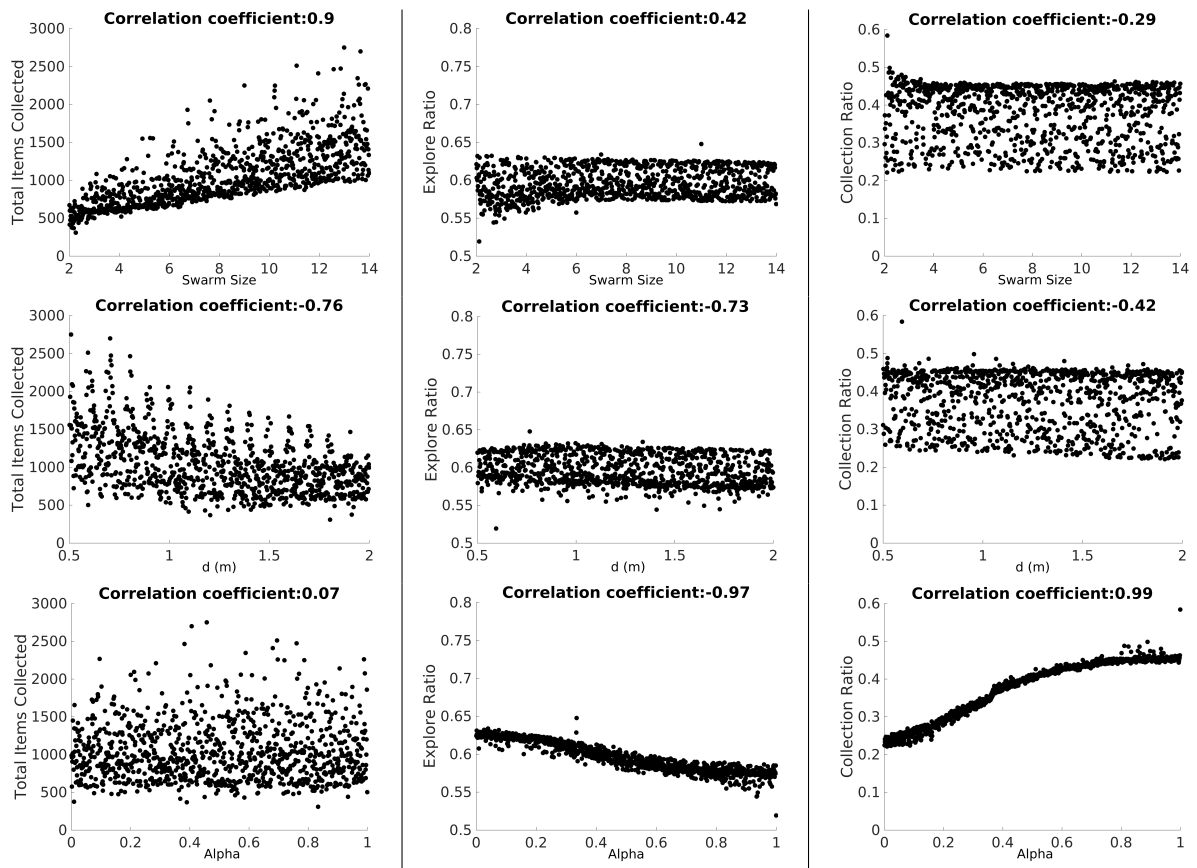 Correlation coefficient:0.9
3000
2500
2000
1500
1000
500
0
Total Items Collected
2 4 6 8 10 12 14
Swarm Size
Correlation coefficient:0.42
0.8
0.75
0.7
0.65
0.6
0.55
0.5
Explore Ratio
2 4 6 8 10 12 14
Swarm Size
Correlation coefficient:-0.29
0.6
0.5
0.4
0.3
0.2
0.1
0
Collection Ratio
2 4 6 8 10 12 14
Swarm Size
Correlation coefficient:-0.76
3000
2500
2000
1500
1000
500
0
Total Items Collected
0.5 1 1.5 2
d (m)
Correlation coefficient:-0.73
0.8
0.75
0.7
0.65
0.6
0.55
0.5
Explore Ratio
0.5 1 1.5 2
d (m)
Correlation coefficient:-0.42
0.6
0.5
0.4
0.3
0.2
0.1
0
Collection Ratio
0.5 1 1.5 2
d (m)
Correlation coefficient:0.07
3000
2500
2000
1500
1000
500
0
Total Items Collected
0 0.2 0.4 0.6 0.8 1
Alpha
Correlation coefficient:-0.97
0.8
0.75
0.7
0.65
0.6
0.55
0.5
Explore Ratio
0 0.2 0.4 0.6 0.8 1
Alpha
Correlation coefficient:0.99
0.6
0.5
0.4
0.3
0.2
0.1
0
Collection Ratio
0 0.2 0.4 0.6 0.8 1
Alpha